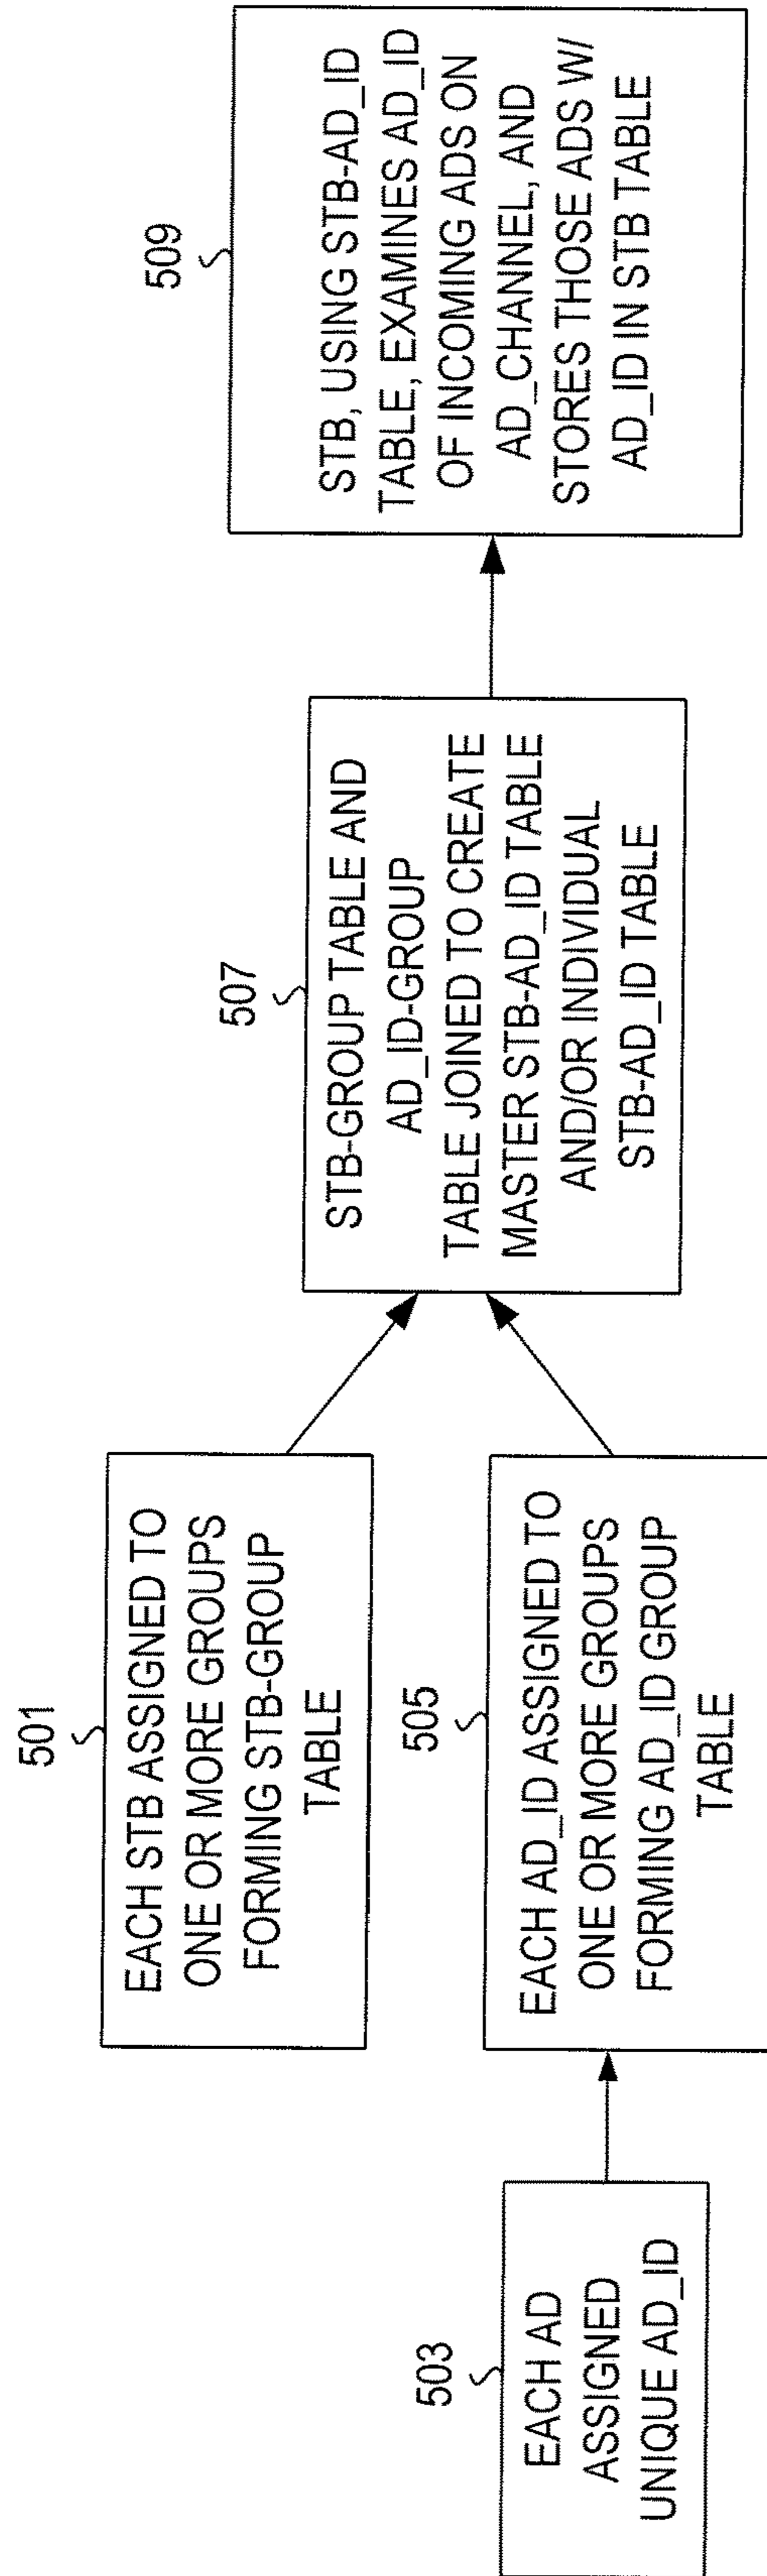 501
EACH STB ASSIGNED TO
ONE OR MORE GROUPS
FORMING STB-GROUP
TABLE
503
EACH AD
ASSIGNED
UNIQUE AD_ID
505
EACH AD_ID ASSIGNED TO
ONE OR MORE GROUPS
FORMING AD_ID GROUP
TABLE
507
STB-GROUP TABLE AND
AD_ID-GROUP
TABLE JOINED TO CREATE
MASTER STB-AD_ID TABLE
AND/OR INDIVIDUAL
STB-AD_ID TABLE
509
STB, USING STB-AD_ID
TABLE, EXAMINES AD_ID
OF INCOMING ADS ON
AD_CHANNEL, AND
STORES THOSE ADS W/
AD_ID IN STB TABLE